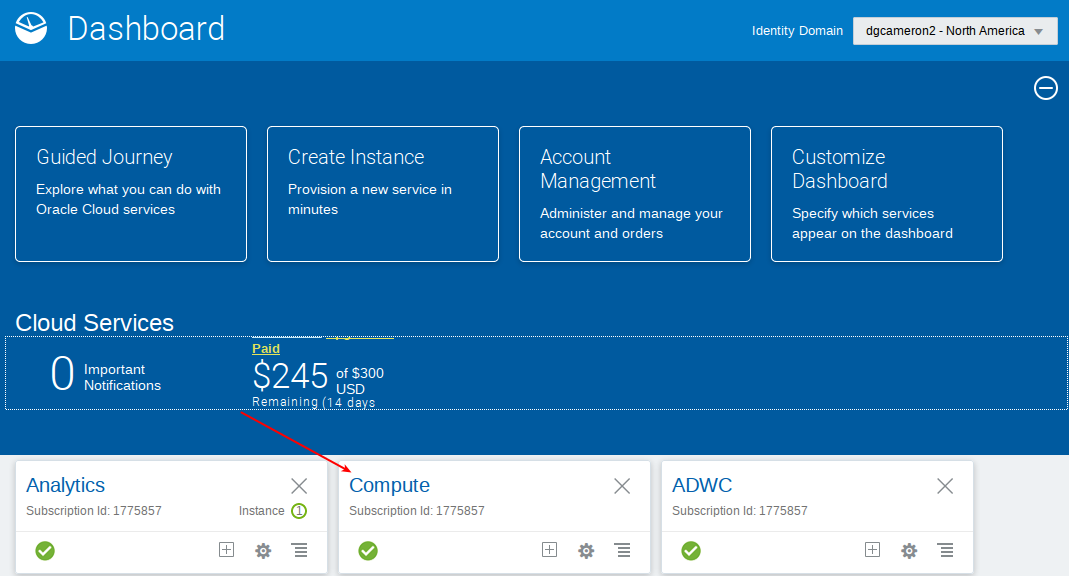 Dashboard
Identity Domain
dgcameron2 - North America
Guided Journey
Explore what you can do with
Oracle Cloud services
Create Instance
Provision a new service in
minutes
Account
Management
Administer and manage your
account and orders
Customize
Dashboard
Specify which services
appear on the dashboard
Cloud Services
0 Important
Notifications
Paid
$245 of $300
USD
Remaining (14 days
Analytics
Subscription Id: 1775857
Instance 1
Compute
Subscription Id: 1775857
ADWC
Subscription Id: 1775857